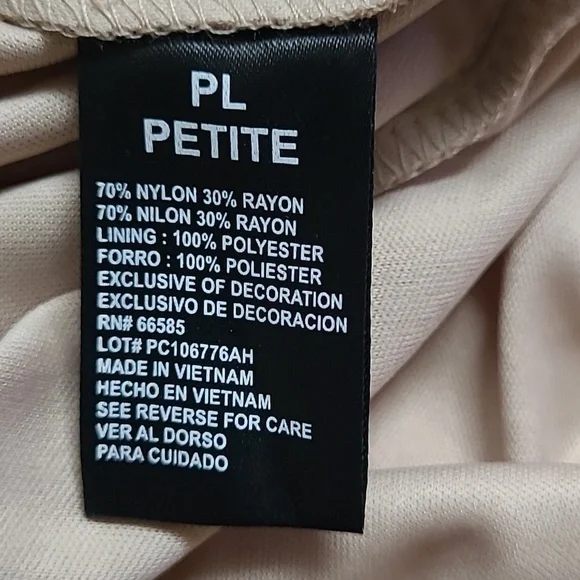 PL
PETITE
70% NYLON 30% RAYON
70% NILON 30% RAYON
LINING : 100% POLYESTER
FORRO : 100% POLIESTER
EXCLUSIVE OF DECORATION
EXCLUSIVO DE DECORACION
RN# 66585
LOT# PC106776AH
MADE IN VIETNAM
HECHO EN VIETNAM
SEE REVERSE FOR CARE
VER AL DORSO
PARA CUIDADO